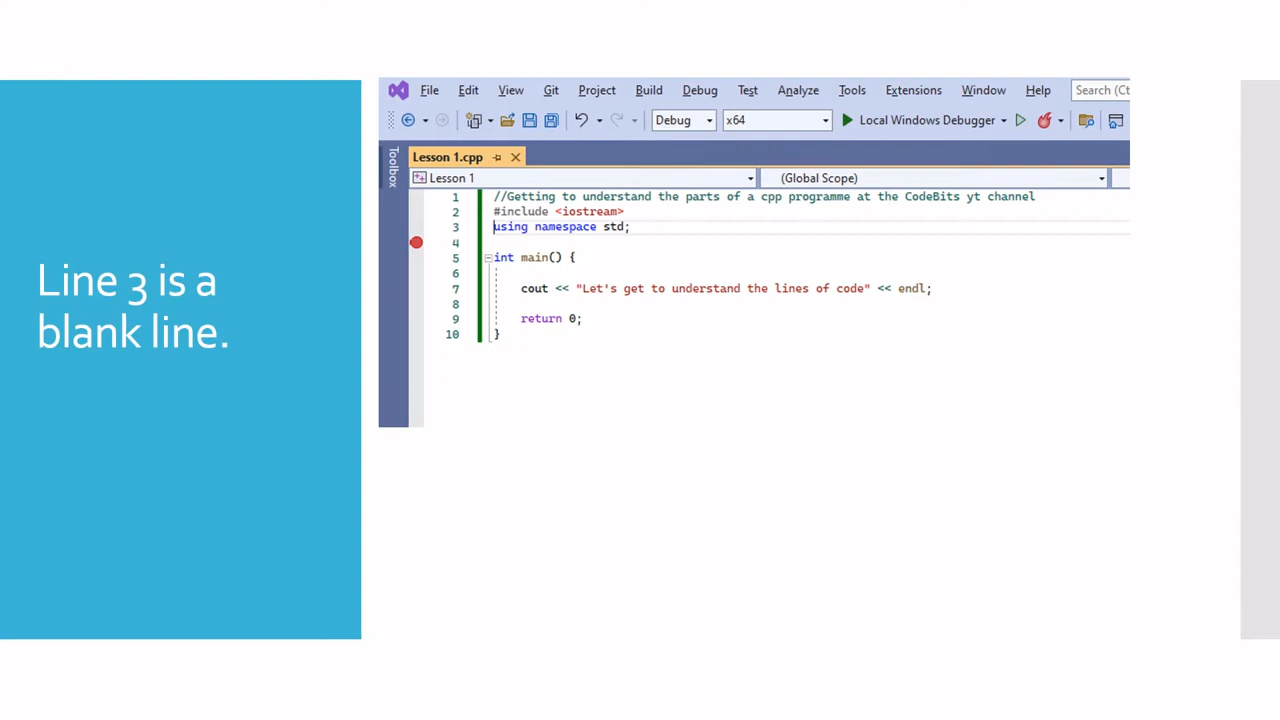 Line 3 is a
blank line.
File Edit View Git Project Build Debug Test Analyze Tools Extensions Window Help Search (Ct
Debug x64 Local Windows Debugger
Toolbox
Lesson 1.cpp
Lesson 1 (Global Scope)
1 //Getting to understand the parts of a cpp programme at the CodeBits yt channel
2 #include <iostream>
3 using namespace std;
4
5 int main() {
6
7 cout << "Let's get to understand the lines of code" << endl;
8
9 return 0;
10 }